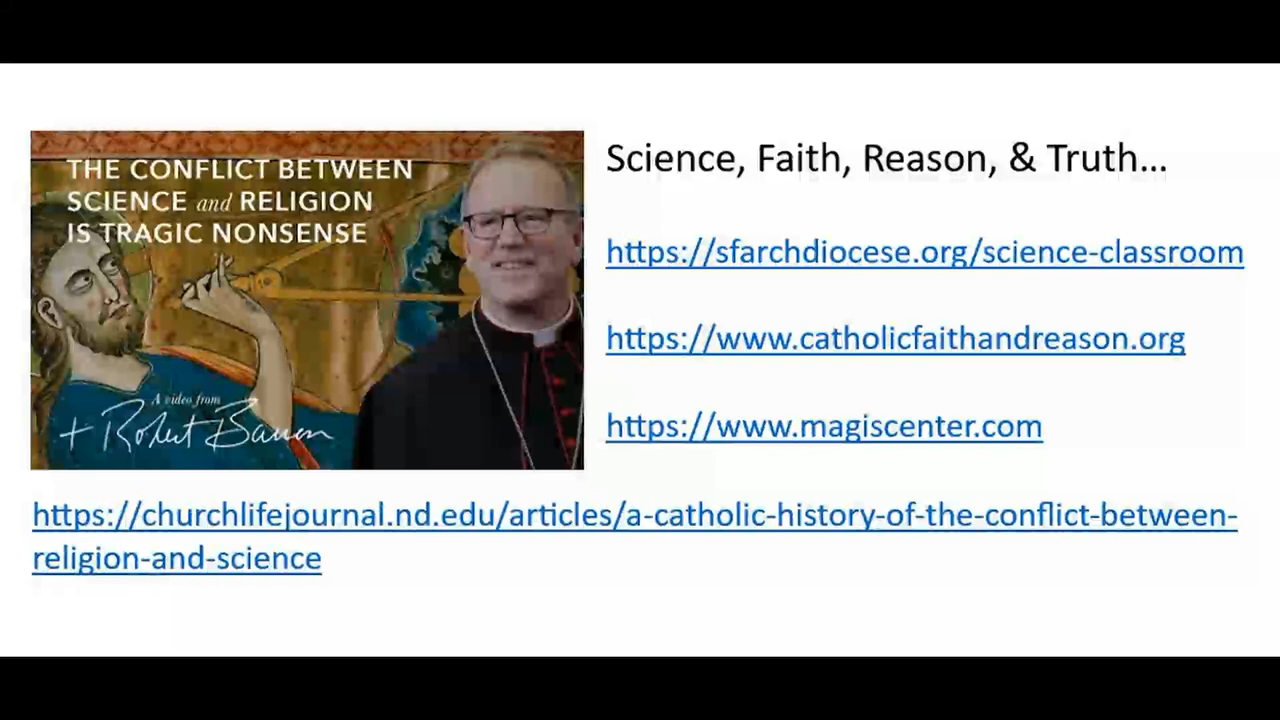 THE CONFLICT BETWEEN
SCIENCE and RELIGION
IS TRAGIC NONSENSE
A video from
+ Robert Barron
Science, Faith, Reason, & Truth...
https://sfarchdiocese.org/science-classroom
https://www.catholicfaithandreason.org
https://www.magiscenter.com
https://churchlifejournal.nd.edu/articles/a-catholic-history-of-the-conflict-between-
religion-and-science